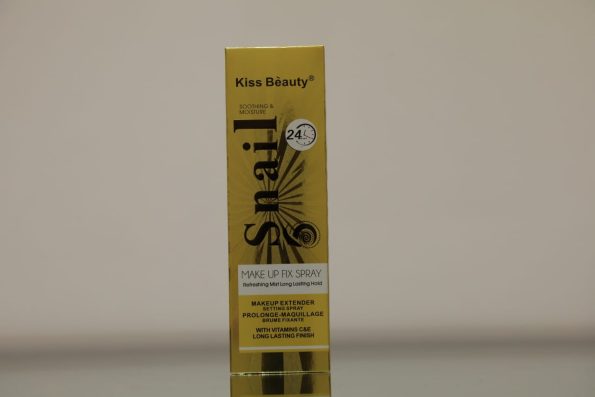 Kiss Bèauty®
SOOTHING &
MOISTURE
24
Snail
MAKE UP FIX SPRAY
Refreshing Mist Long Lasting Hold
MAKEUP EXTENDER
SETTING SPRAY
PROLONGE-MAQUILLAGE
BRUME FIXANTE
WITH VITAMINS C&E
LONG LASTING FINISH